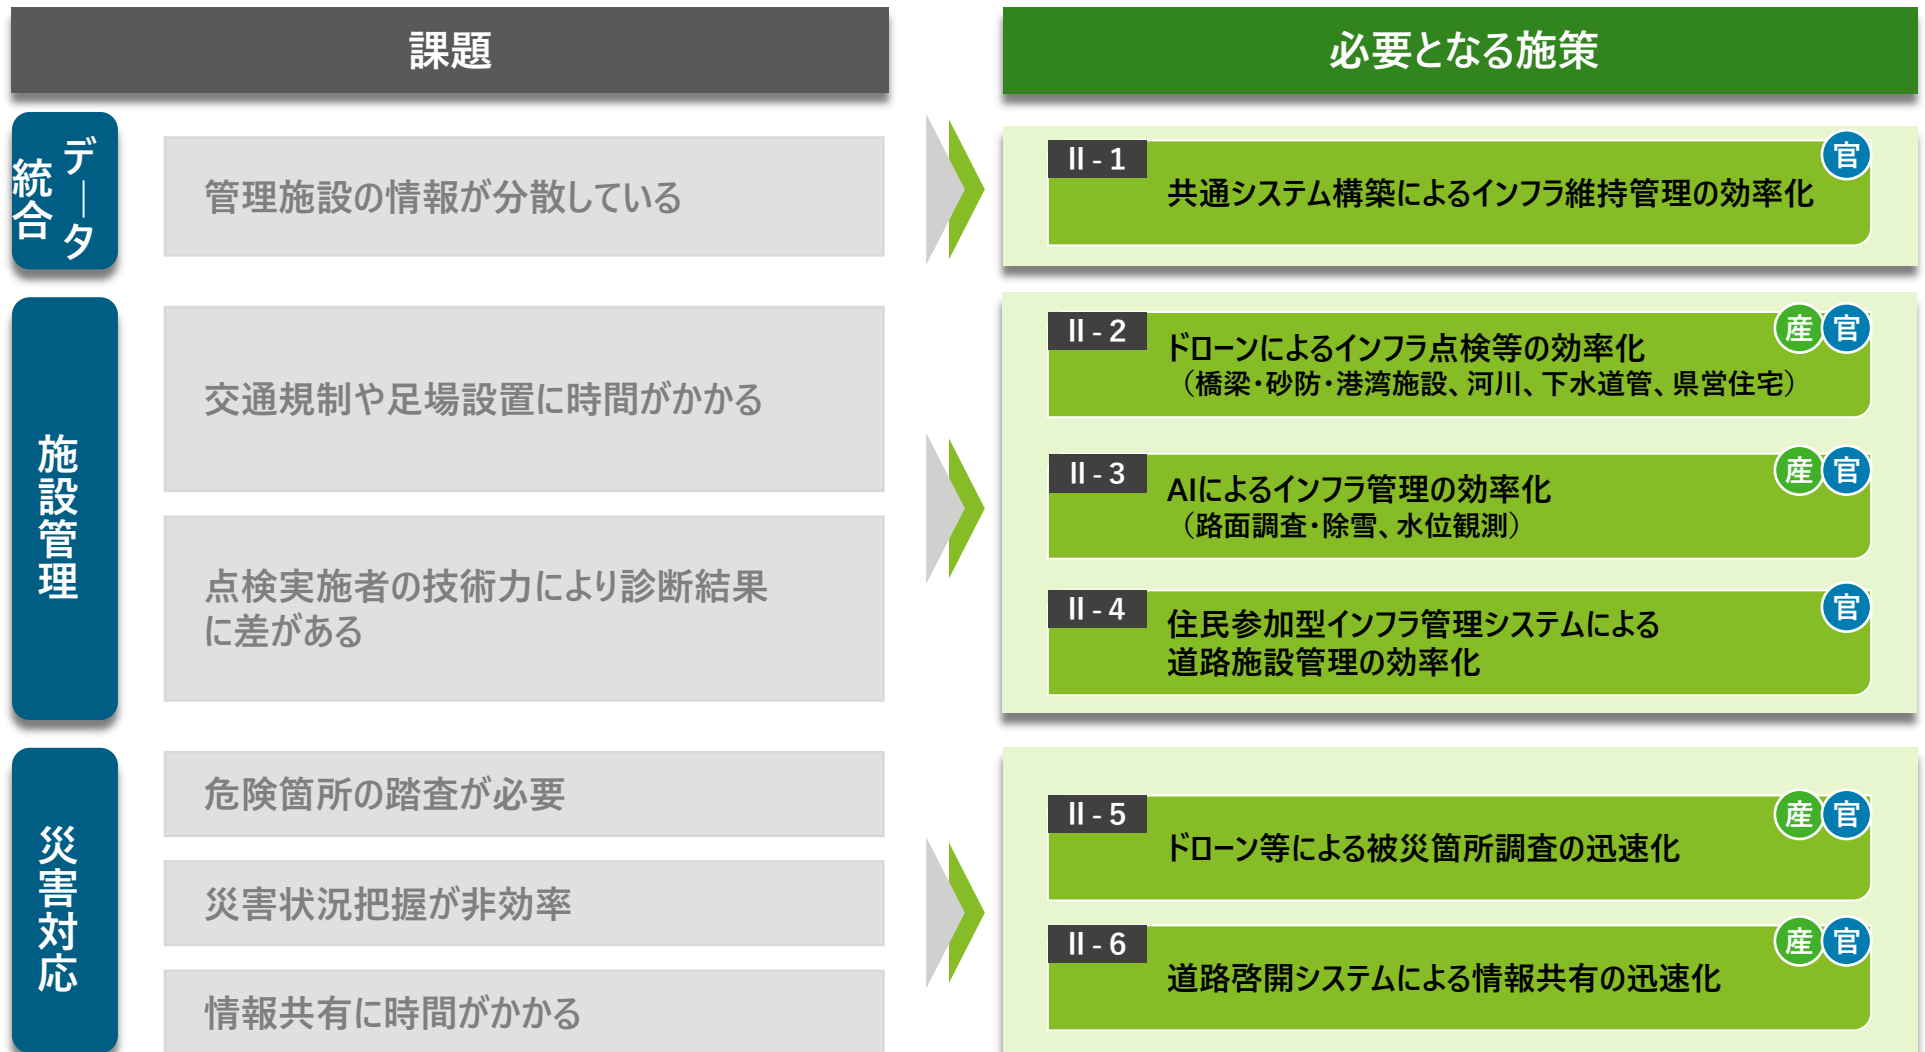 課題
必要となる施策
データ
統合
管理施設の情報が分散している
Ⅱ - 1
官
共通システム構築によるインフラ維持管理の効率化
施設管理
交通規制や足場設置に時間がかかる
点検実施者の技術力により診断結果
に差がある
Ⅱ - 2
産 官
ドローンによるインフラ点検等の効率化
（橋梁・砂防・港湾施設、河川、下水道管、県営住宅）
Ⅱ - 3
産 官
AIによるインフラ管理の効率化
（路面調査・除雪、水位観測）
Ⅱ - 4
官
住民参加型インフラ管理システムによる
道路施設管理の効率化
災害対応
危険箇所の踏査が必要
災害状況把握が非効率
情報共有に時間がかかる
Ⅱ - 5
産 官
ドローン等による被災箇所調査の迅速化
Ⅱ - 6
産 官
道路啓開システムによる情報共有の迅速化